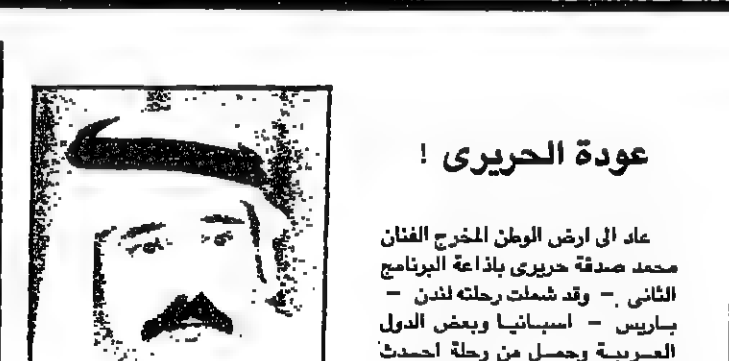 عودة الحريرى !
عاد الى ارض الوطن المخرج الفنان
محمد صدقة حريرى باذاعة البرنامج
الثانى – وقد شملت رحلته لندن –
باريس – اسبانيا وبعض الدول
العربية وحصل من رحلة احدث